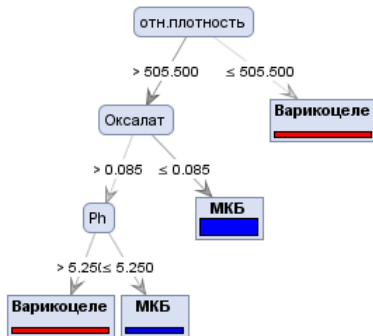 отн.плотность
> 505.500 ≤ 505.500
Оксалат
Варикоцеле
> 0.085 ≤ 0.085
Ph
МКБ
> 5.25( ≤ 5.250
Варикоцеле МКБ